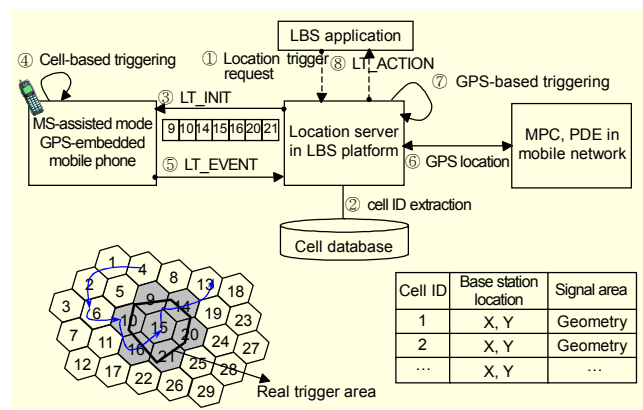 LBS application
④ Cell-based triggering
① Location trigger
request
⑧ LT_ACTION
⑦ GPS-based triggering
③ LT_INIT
MS-assisted mode
GPS-embedded
mobile phone
9 10 14 15 16 20 21
Location server
in LBS platform
MPC, PDE in
mobile network
⑤ LT_EVENT
⑥ GPS location
② cell ID extraction
Cell database
1 4 8 13 18
2 5 9 14 19 23
3 6 10 15 20 24 27
7 11 16 21 25 28
12 17 22 26 29
Real trigger area
Cell ID Base station location Signal area
1 X, Y Geometry
2 X, Y Geometry
... X, Y ...